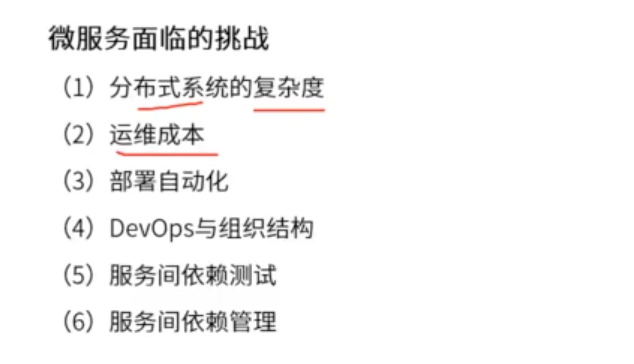 微服务面临的挑战
（1）分布式系统的复杂度
（2）运维成本
（3）部署自动化
（4）DevOps与组织结构
（5）服务间依赖测试
（6）服务间依赖管理